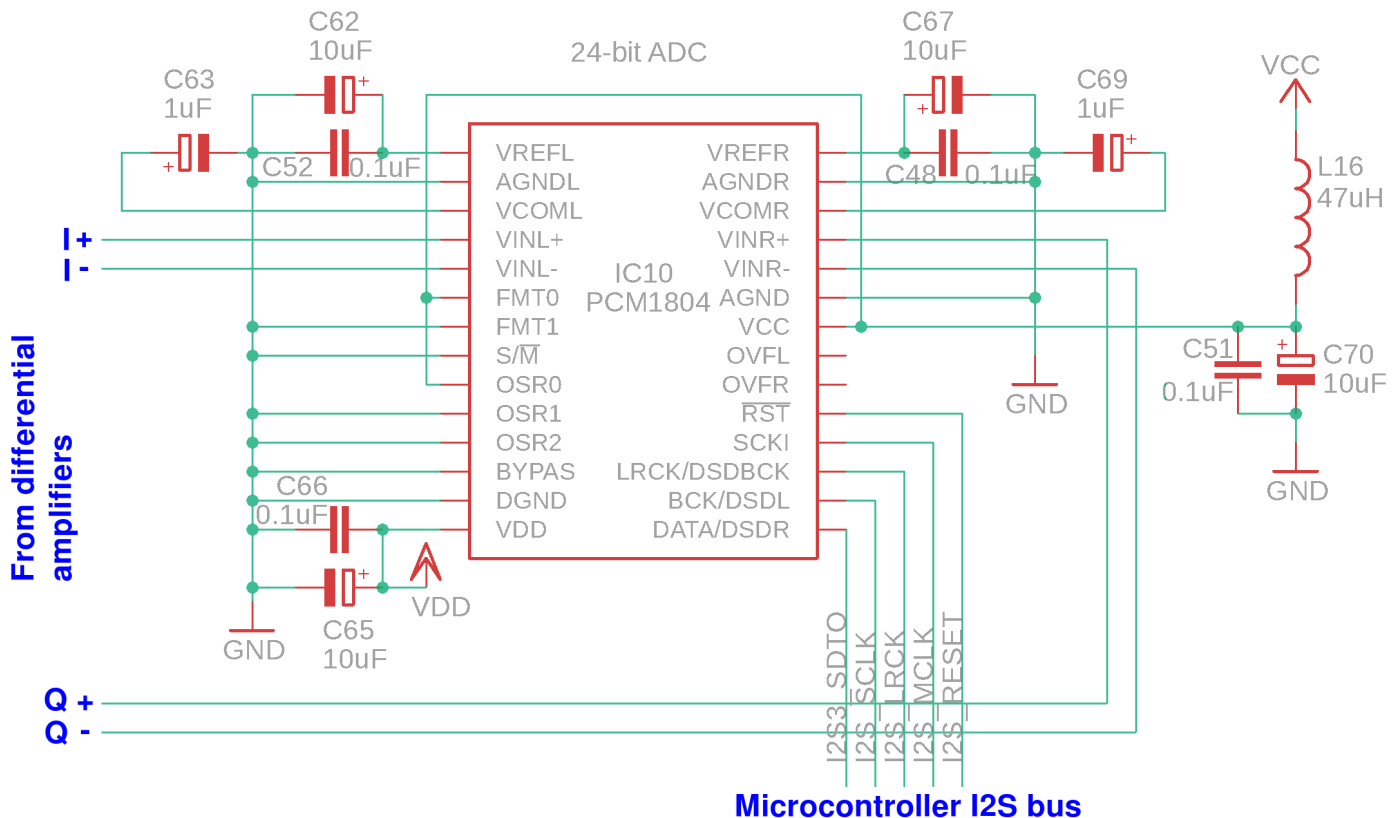 C62
10uF
C67
10uF
24-bit ADC
VCC
C63
1uF
C69
1uF
C52
0.1uF
C48
0.1uF
L16
47uH
VREFL
AGNDL
VCOML
VINL+
VINL-
FMT0
FMT1
S/M
OSR0
OSR1
OSR2
BYPAS
DGND
VDD
IC10
PCM1804
VREFR
AGNDR
VCOMR
VINR+
VINR-
AGND
VCC
OVFL
OVFR
RST
SCKI
LRCK/DSDBCK
BCK/DSDL
DATA/DSDR
I +
I -
From differential
amplifiers
C51
0.1uF
C70
10uF
GND
GND
C66
0.1uF
VDD
C65
10uF
GND
Q +
Q -
I2S3_SDTO
I2S_SCLK
I2S_LRCK
I2S_MCLK
I2S_RESET
Microcontroller I2S bus